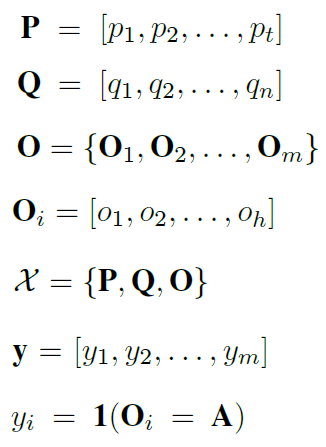 P = [p₁, p₂, . . . , pₜ]
Q = [q₁, q₂, . . . , qₙ]
O = {O₁, O₂, . . . , Oₘ}
Oᵢ = [o₁, o₂, . . . , oₕ]
𝒳 = {P, Q, O}
y = [y₁, y₂, . . . , yₘ]
yᵢ = 1(Oᵢ = A)